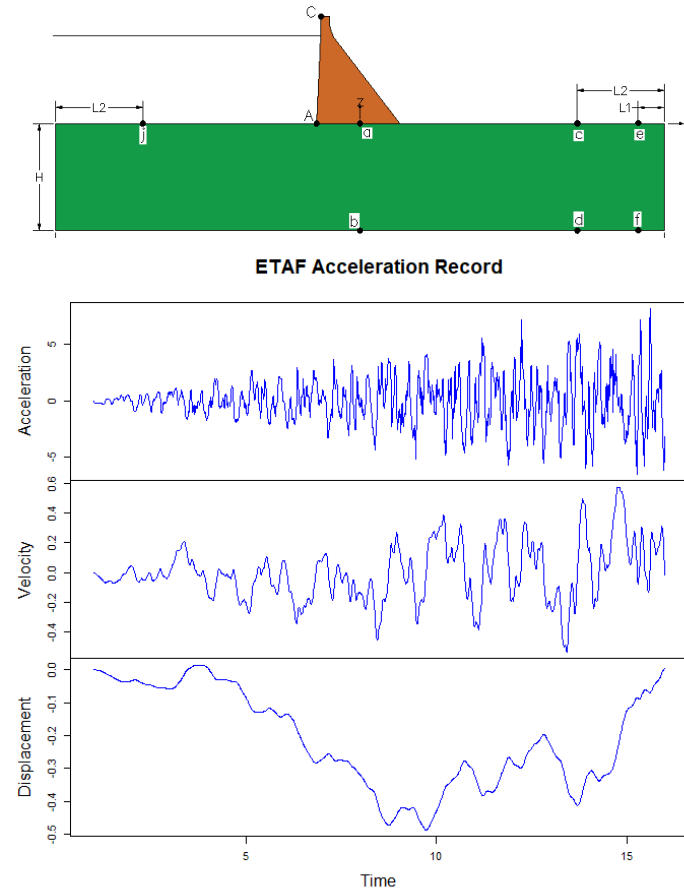 C
L2
L2
L1
z
A
j
a
c
e
H
b
d
f
ETAF Acceleration Record
Acceleration
5
0
-5
Velocity
0.6
0.4
0.2
0.0
-0.2
-0.4
Displacement
0.0
-0.1
-0.2
-0.3
-0.4
-0.5
5
10
15
Time